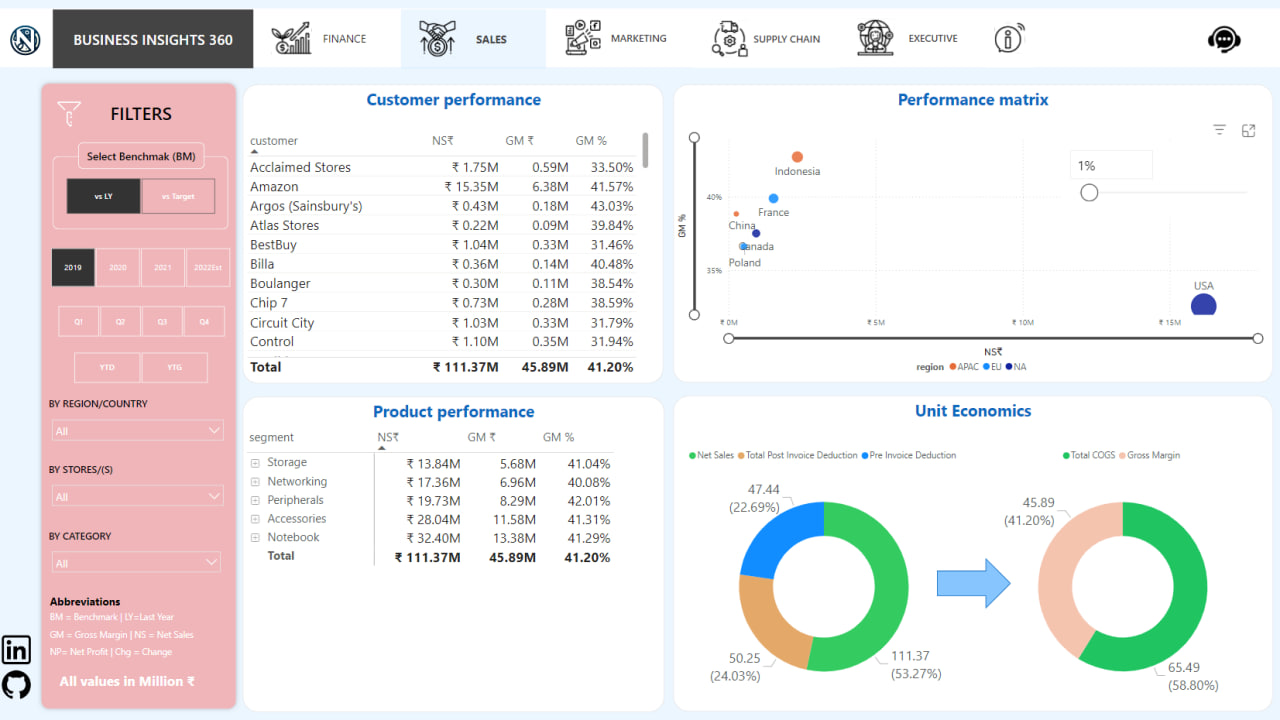 BUSINESS INSIGHTS 360
FINANCE
SALES
MARKETING
SUPPLY CHAIN
EXECUTIVE
FILTERS
Select Benchmak (BM)
vs LY
vs Target
2019
2020
2021
2022Est
Q1
Q2
Q3
Q4
YTD
YTG
BY REGION/COUNTRY
All
BY STORES/(S)
All
BY CATEGORY
All
Abbreviations
BM = Benchmark | LY=Last Year
GM = Gross Margin | NS = Net Sales
NP= Net Profit | Chg = Change
All values in Million ₹
in
Customer performance
customer NS₹ GM ₹ GM %
Acclaimed Stores ₹ 1.75M 0.59M 33.50%
Amazon ₹ 15.35M 6.38M 41.57%
Argos (Sainsbury's) ₹ 0.43M 0.18M 43.03%
Atlas Stores ₹ 0.22M 0.09M 39.84%
BestBuy ₹ 1.04M 0.33M 31.46%
Billa ₹ 0.36M 0.14M 40.48%
Boulanger ₹ 0.30M 0.11M 38.54%
Chip 7 ₹ 0.73M 0.28M 38.59%
Circuit City ₹ 1.03M 0.33M 31.79%
Control ₹ 1.10M 0.35M 31.94%
Total ₹ 111.37M 45.89M 41.20%
Performance matrix
1%
GM %
40%
35%
Indonesia
France
China
Canada
Poland
USA
₹ 0M ₹ 5M ₹ 10M ₹ 15M
NS₹
region APAC EU NA
Product performance
segment NS₹ GM ₹ GM %
Storage ₹ 13.84M 5.68M 41.04%
Networking ₹ 17.36M 6.96M 40.08%
Peripherals ₹ 19.73M 8.29M 42.01%
Accessories ₹ 28.04M 11.58M 41.31%
Notebook ₹ 32.40M 13.38M 41.29%
Total ₹ 111.37M 45.89M 41.20%
Unit Economics
Net Sales Total Post Invoice Deduction Pre Invoice Deduction
47.44
(22.69%)
50.25
(24.03%)
111.37
(53.27%)
Total COGS Gross Margin
45.89
(41.20%)
65.49
(58.80%)